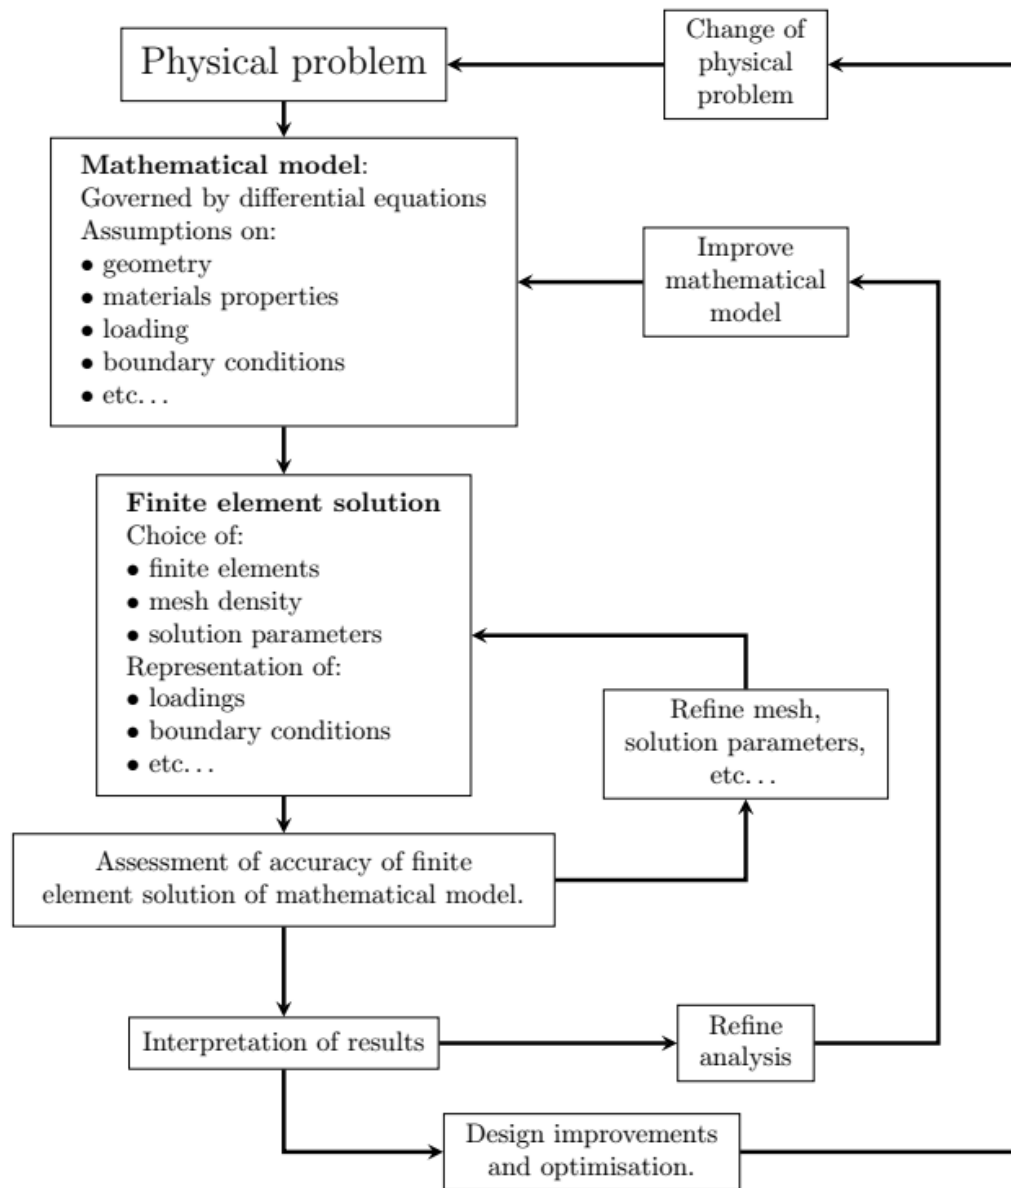 Physical problem
Change of
physical
problem
Mathematical model:
Governed by differential equations
Assumptions on:
• geometry
• materials properties
• loading
• boundary conditions
• etc...
Improve
mathematical
model
Finite element solution
Choice of:
• finite elements
• mesh density
• solution parameters
Representation of:
• loadings
• boundary conditions
• etc...
Refine mesh,
solution parameters,
etc...
Assessment of accuracy of finite
element solution of mathematical model.
Interpretation of results
Refine
analysis
Design improvements
and optimisation.